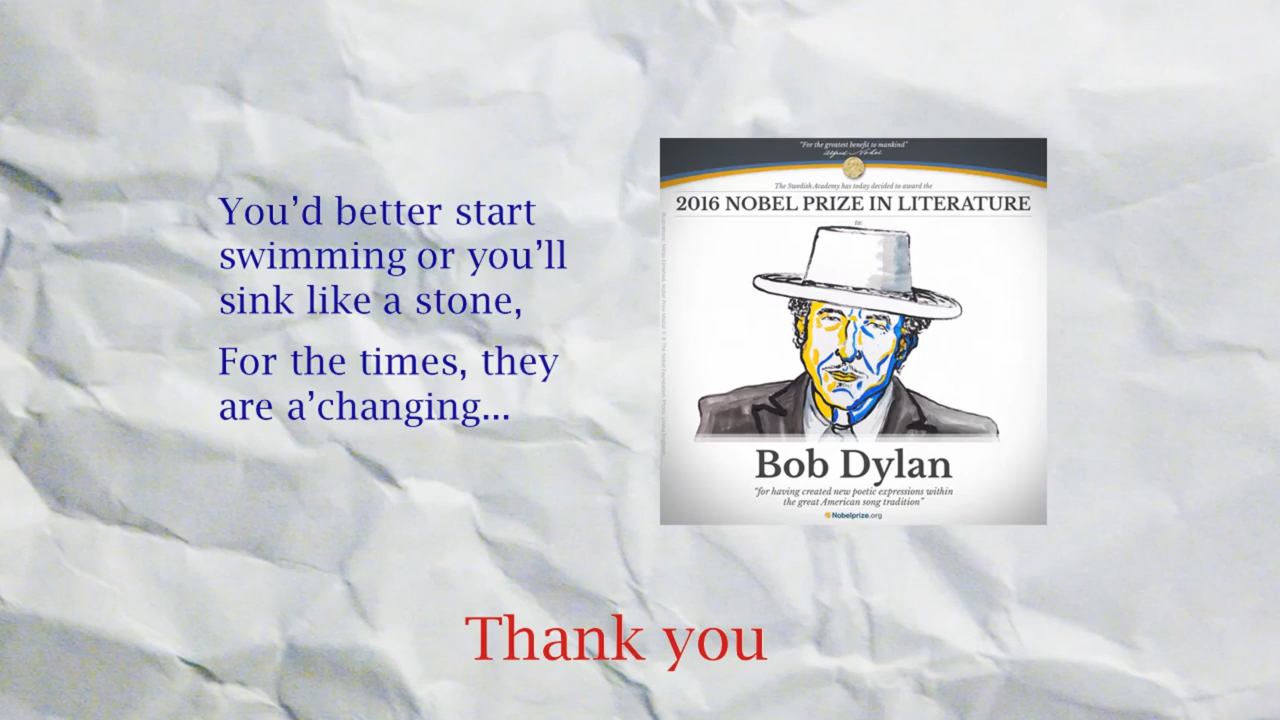 You’d better start
swimming or you’ll
sink like a stone,
For the times, they
are a’changing...
"For the greatest benefit to mankind"
Alfred Nobel
The Swedish Academy has today decided to award the
2016 NOBEL PRIZE IN LITERATURE
to:
Bob Dylan
"for having created new poetic expressions within
the great American song tradition"
Nobelprize.org
Thank you